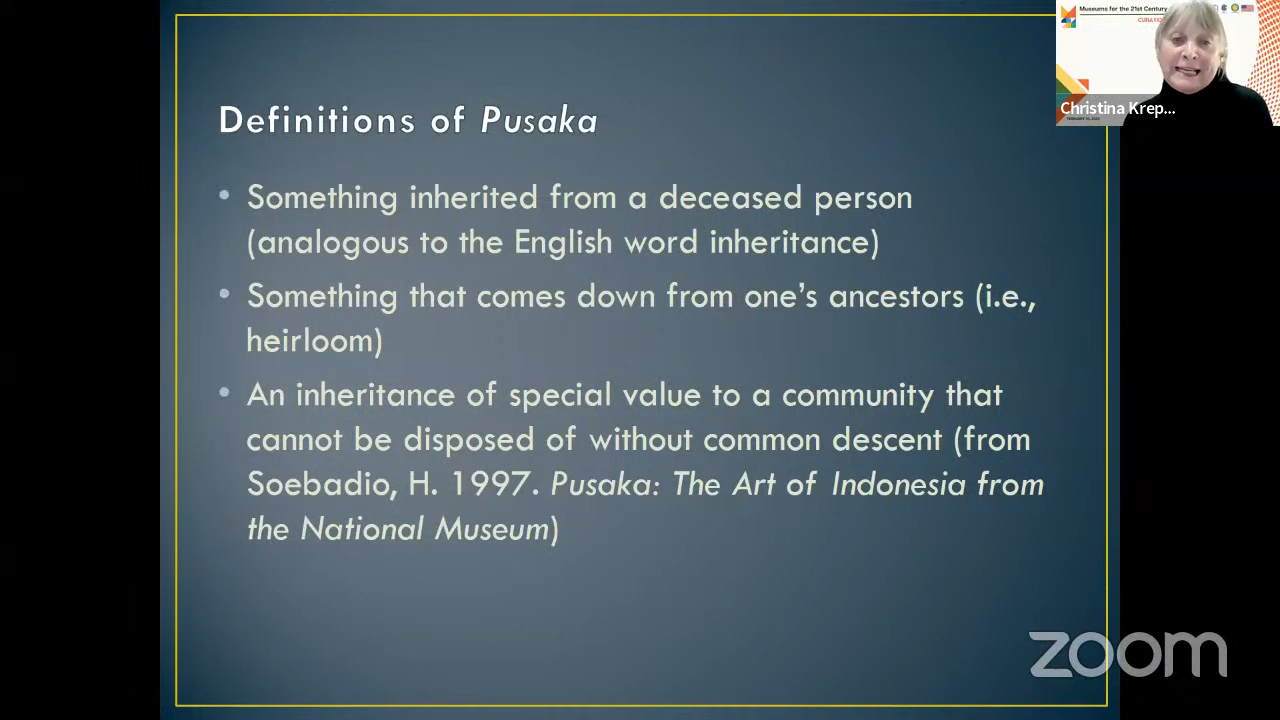 Definitions of Pusaka
• Something inherited from a deceased person
(analogous to the English word inheritance)
• Something that comes down from one's ancestors (i.e.,
heirloom)
• An inheritance of special value to a community that
cannot be disposed of without common descent (from
Soebadio, H. 1997. Pusaka: The Art of Indonesia from
the National Museum)
Museums for the 21st Century
Christina Krep...
zoom